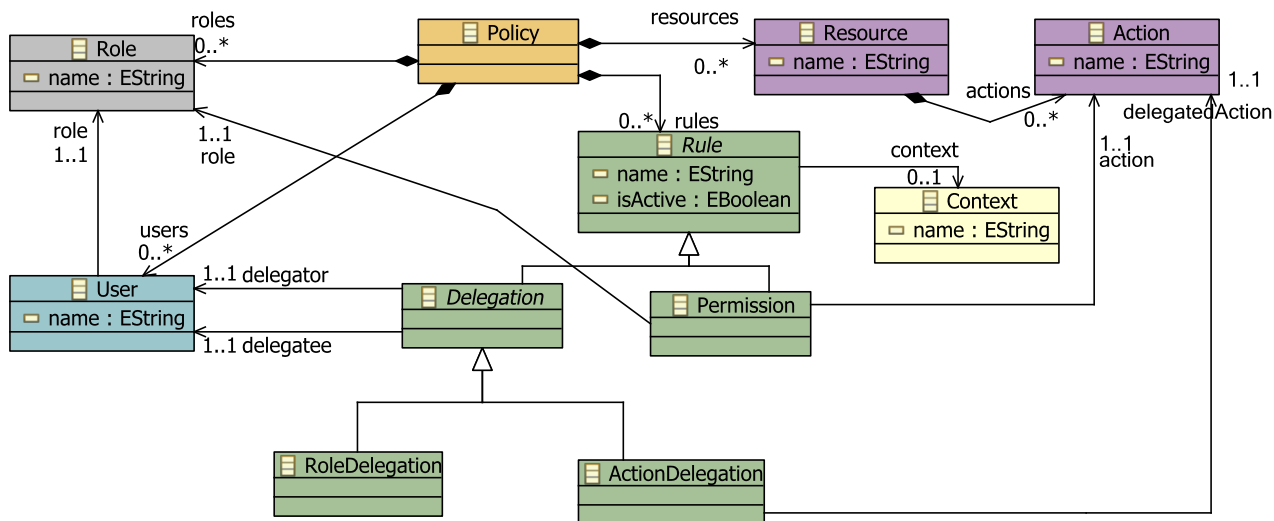 roles
0..*
Policy
resources
0..*
Role
name : EString
Resource
name : EString
Action
name : EString
actions
0..*
1..1
delegatedAction
role
1..1
1..1
role
0..* rules
Rule
name : EString
isActive : EBoolean
context
0..1
1..1
action
Context
name : EString
users
0..*
User
name : EString
1..1 delegator
1..1 delegatee
Delegation
Permission
RoleDelegation
ActionDelegation